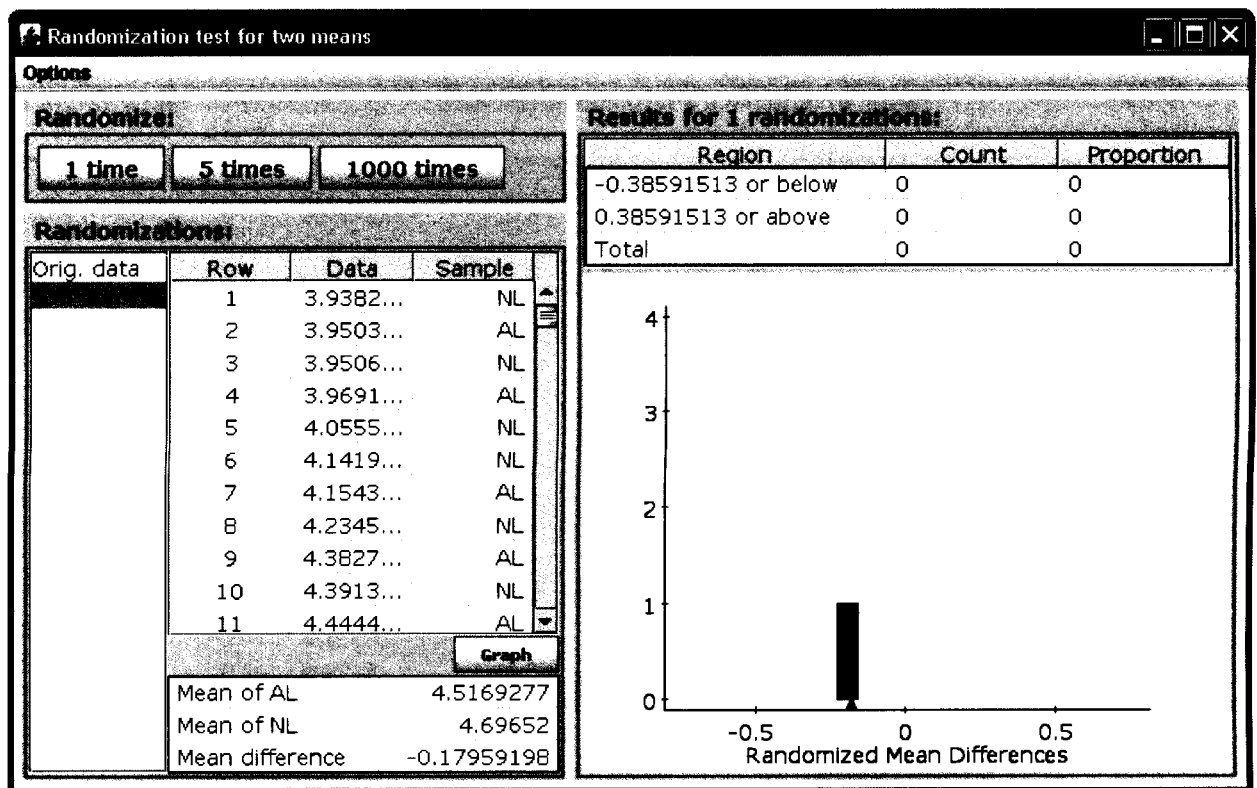 Randomization test for two means
Options
Randomize:
1 time 5 times 1000 times
Randomizations:
Orig. data
Row Data Sample
1 3.9382... NL
2 3.9503... AL
3 3.9506... NL
4 3.9691... AL
5 4.0555... NL
6 4.1419... NL
7 4.1543... AL
8 4.2345... NL
9 4.3827... AL
10 4.3913... NL
11 4.4444... AL
Graph
Mean of AL 4.5169277
Mean of NL 4.69652
Mean difference -0.17959198
Results for 1 randomizations:
Region Count Proportion
-0.38591513 or below 0 0
0.38591513 or above 0 0
Total 0 0
4
3
2
1
0
-0.5 0 0.5
Randomized Mean Differences